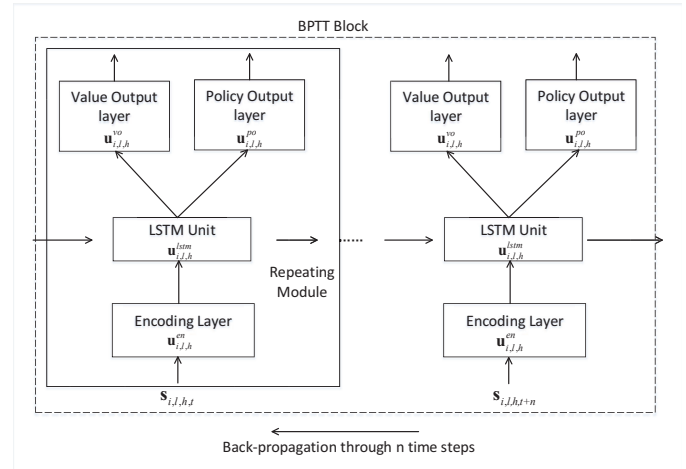 BPTT Block
Value Output
layer
u^{vo}_{i,l,h}
Policy Output
layer
u^{po}_{i,l,h}
LSTM Unit
u^{lstm}_{i,l,h}
Repeating
Module
Encoding Layer
u^{en}_{i,l,h}
s_{i,l,h,t}
......
Value Output
layer
u^{vo}_{i,l,h}
Policy Output
layer
u^{po}_{i,l,h}
LSTM Unit
u^{lstm}_{i,l,h}
Encoding Layer
u^{en}_{i,l,h}
s_{i,l,h,t+n}
Back-propagation through n time steps